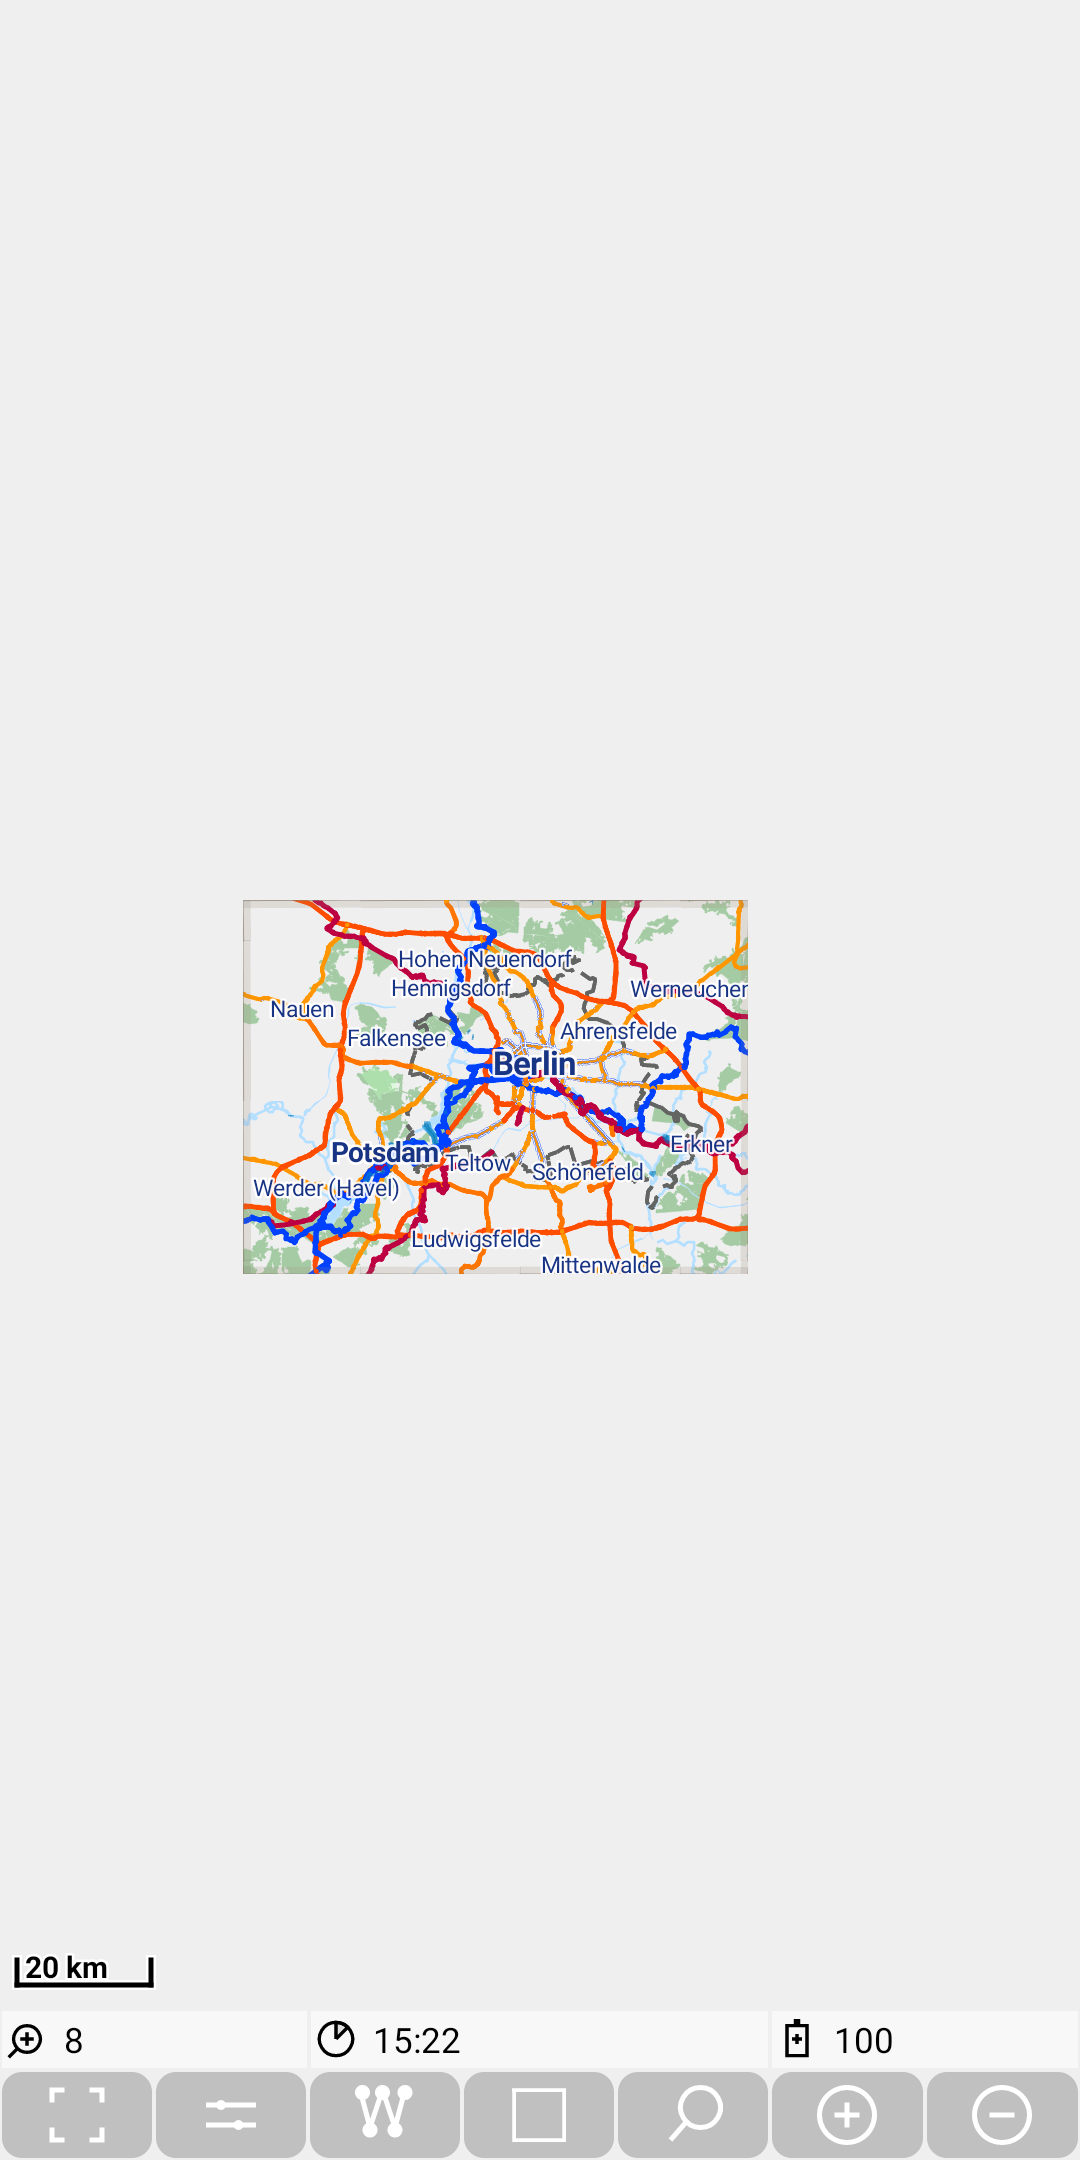 Hohen Neuendorf
Hennigsdorf
Werneuchen
Nauen
Ahrensfelde
Falkensee
Berlin
Erkner
Potsdam
Teltow
Schönefeld
Werder (Havel)
Ludwigsfelde
Mittenwalde
20 km
8
15:22
100